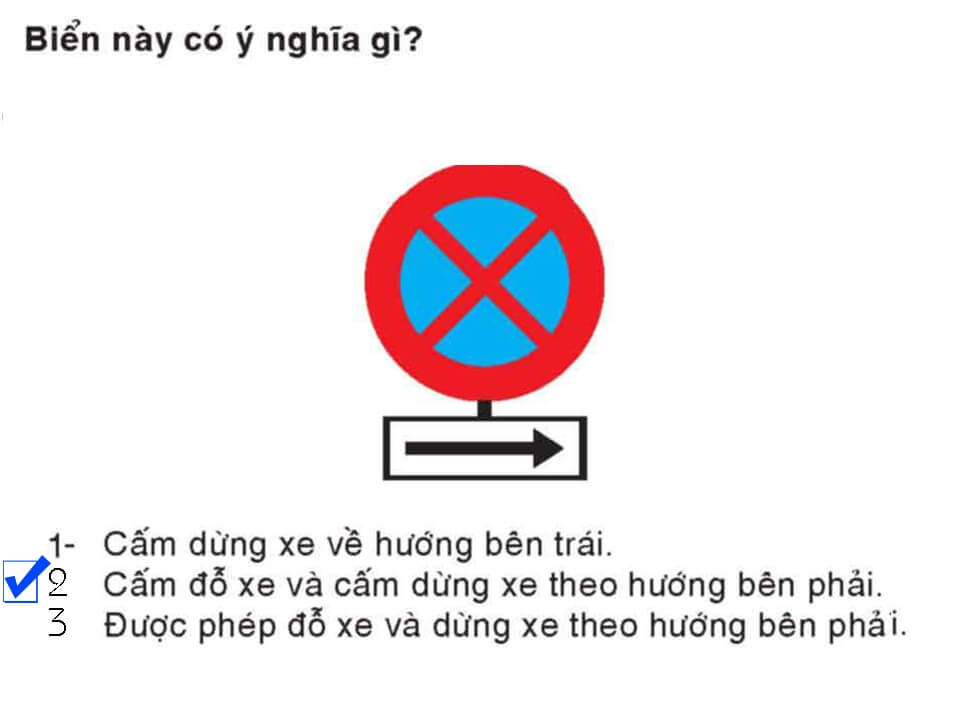 Biển này có ý nghĩa gì?
1- Cấm dừng xe về hướng bên trái.
2 Cấm đỗ xe và cấm dừng xe theo hướng bên phải.
3 Được phép đỗ xe và dừng xe theo hướng bên phải.